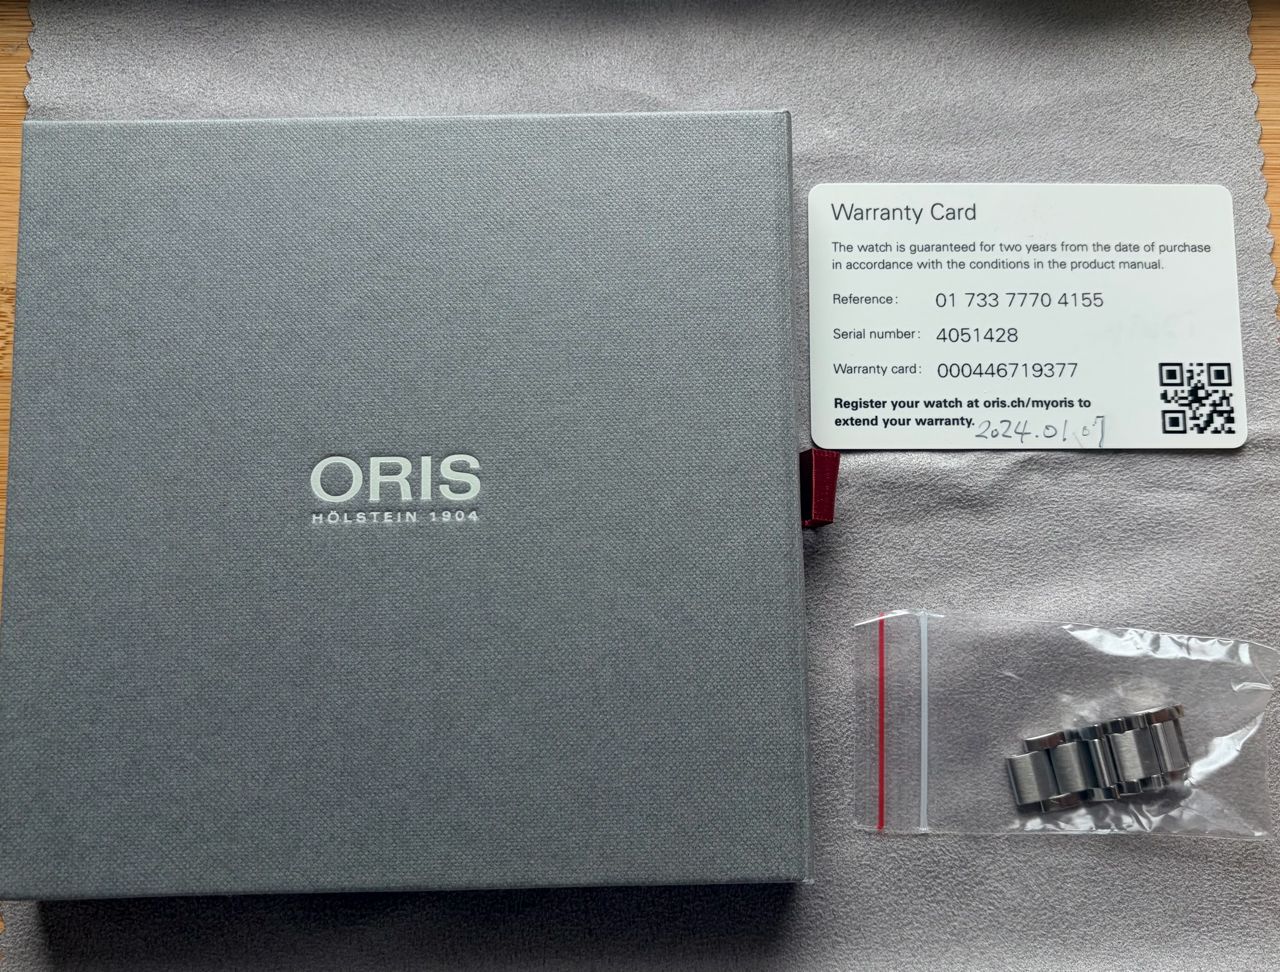 ORIS
HÖLSTEIN 1904
Warranty Card
The watch is guaranteed for two years from the date of purchase
in accordance with the conditions in the product manual.
Reference: 01 733 7770 4155
Serial number: 4051428
Warranty card: 000446719377
Register your watch at oris.ch/myoris to
extend your warranty. 2024.01.07